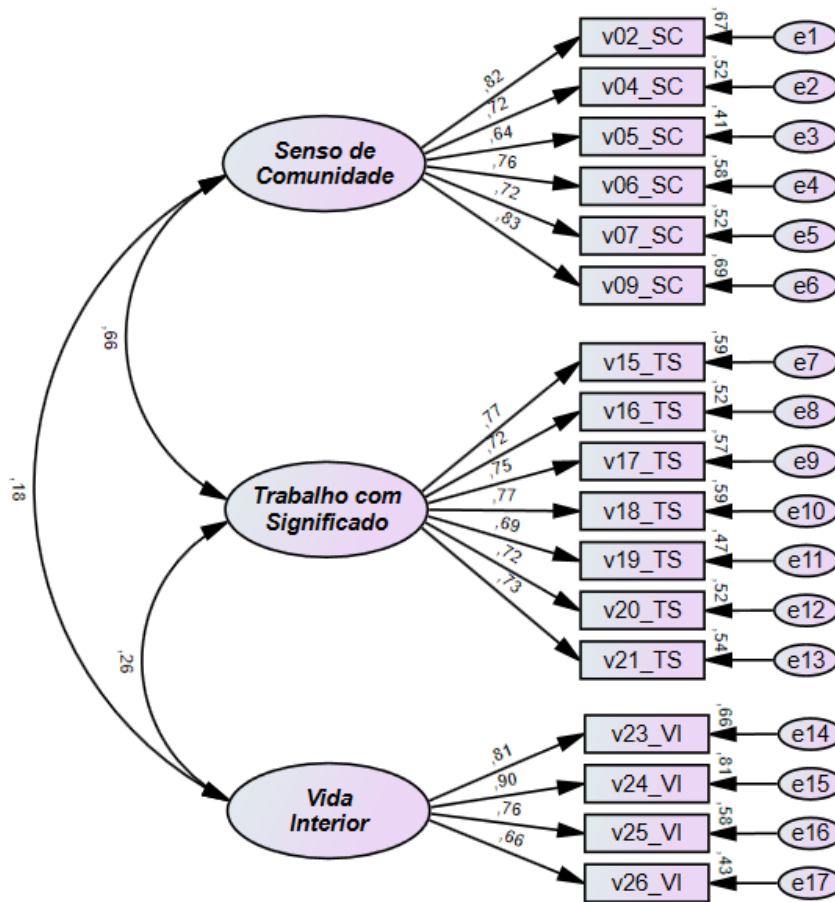 ,67
v02_SC
e1
,82
,52
v04_SC
e2
,72
,41
v05_SC
e3
,64
Senso de
Comunidade
,58
v06_SC
e4
,76
,52
v07_SC
e5
,72
,69
v09_SC
e6
,83
,66
,18
,59
v15_TS
e7
,77
,52
v16_TS
e8
,72
,57
v17_TS
e9
,75
Trabalho com
Significado
,59
v18_TS
e10
,77
,47
v19_TS
e11
,69
,52
v20_TS
e12
,72
,54
v21_TS
e13
,73
,26
,66
v23_VI
e14
,81
,81
v24_VI
e15
,90
Vida
Interior
,58
v25_VI
e16
,76
,43
v26_VI
e17
,66